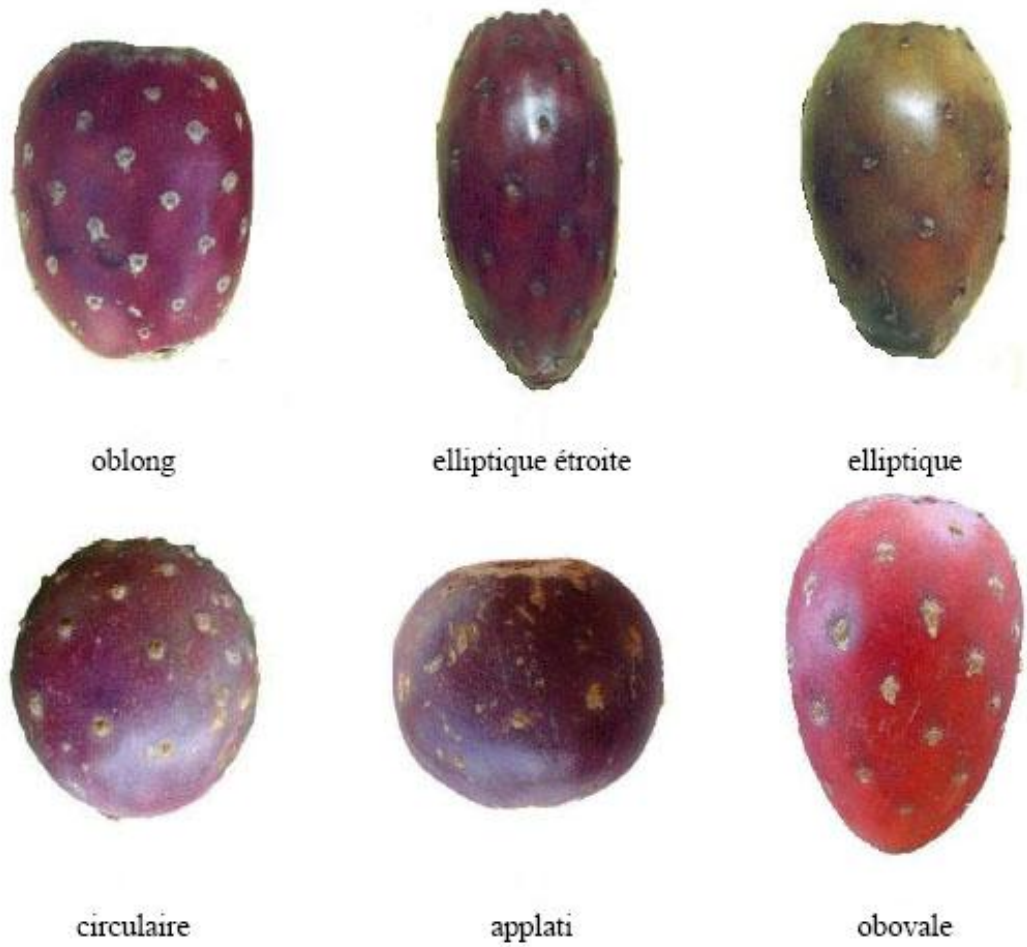 oblong
elliptique étroite
elliptique
circulaire
applati
obovale